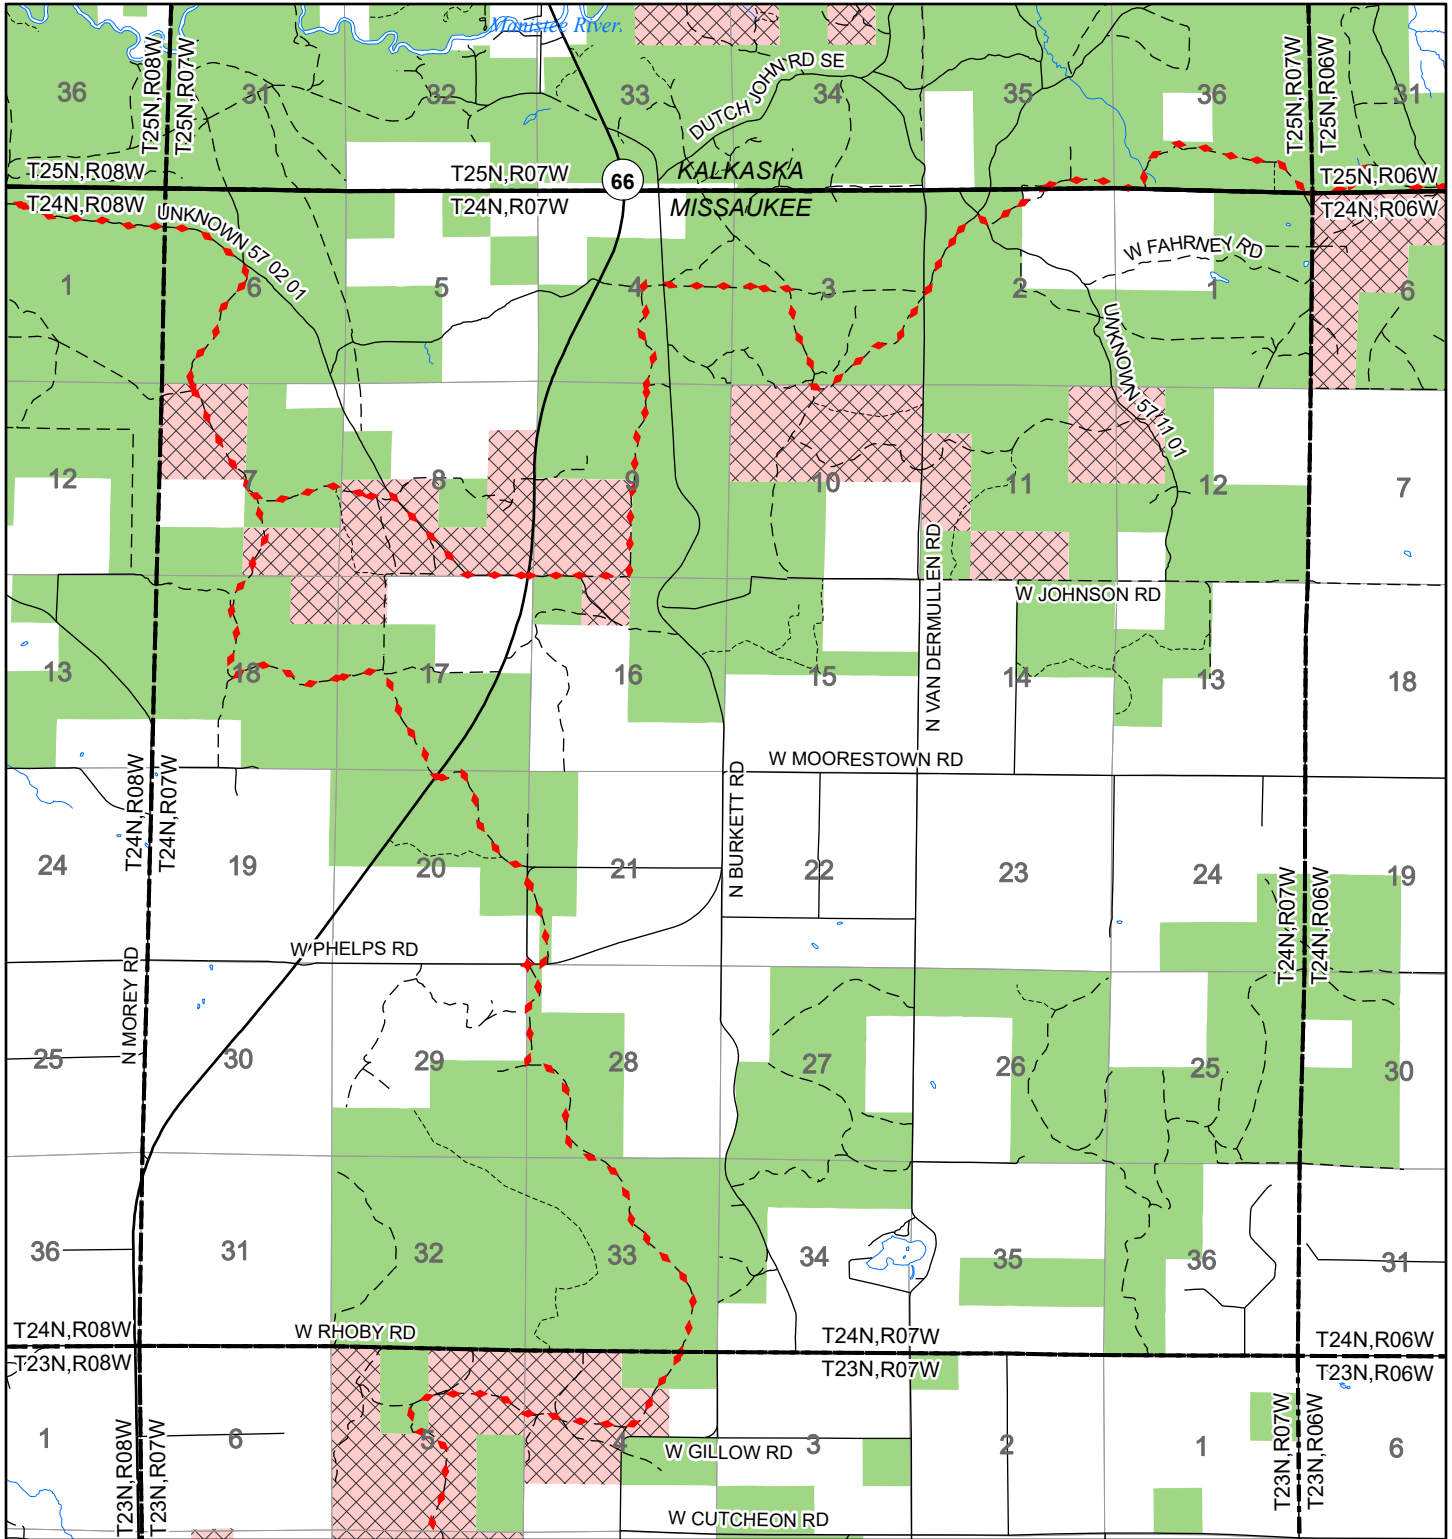 Manistee River.
T25N,R08W
T25N,R07W
T25N,R07W
T25N,R06W
36
31
32
33
34
35
36
31
DUTCH JOHN RD SE
T25N,R08W
T25N,R07W
66
KALKASKA
T25N,R06W
T24N,R08W
T24N,R07W
MISSAUKEE
T24N,R06W
UNKNOWN 57 02 01
W FAHRNEY RD
1
6
5
4
3
2
1
6
UNKNOWN 57 11 01
12
7
8
9
10
11
12
7
N VAN DERMULLEN RD
W JOHNSON RD
13
18
17
16
15
14
13
18
W MOORESTOWN RD
T24N,R08W
T24N,R07W
N BURKETT RD
24
19
20
21
22
23
24
19
T24N,R07W
T24N,R06W
W PHELPS RD
N MOREY RD
25
30
29
28
27
26
25
30
36
31
32
33
34
35
36
31
T24N,R08W
W RHOBY RD
T24N,R07W
T24N,R06W
T23N,R08W
T23N,R07W
T23N,R06W
1
6
5
4
3
2
1
6
W GILLOW RD
T23N,R08W
T23N,R07W
T23N,R07W
T23N,R06W
W CUTCHEON RD